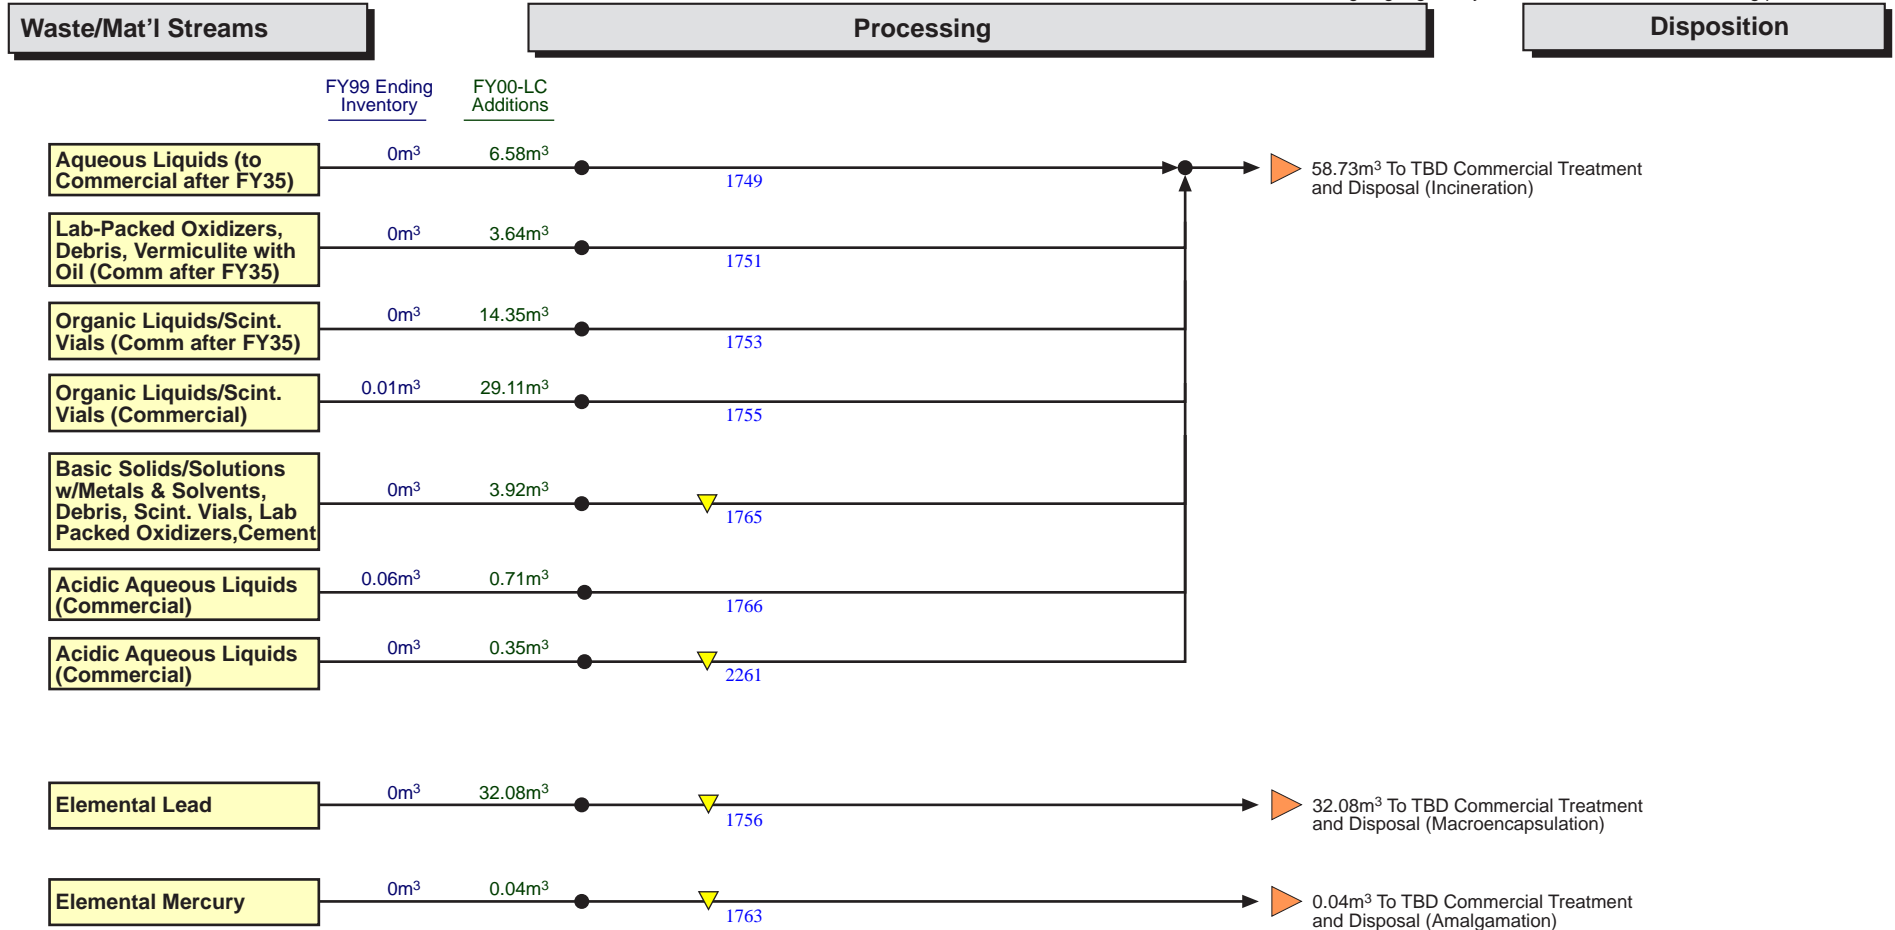 Waste/Mat'l Streams
Processing
Disposition
FY99 Ending
Inventory
FY00-LC
Additions
Aqueous Liquids (to
Commercial after FY35)
0m³
6.58m³
1749
58.73m³ To TBD Commercial Treatment
and Disposal (Incineration)
Lab-Packed Oxidizers,
Debris, Vermiculite with
Oil (Comm after FY35)
0m³
3.64m³
1751
Organic Liquids/Scint.
Vials (Comm after FY35)
0m³
14.35m³
1753
Organic Liquids/Scint.
Vials (Commercial)
0.01m³
29.11m³
1755
Basic Solids/Solutions
w/Metals & Solvents,
Debris, Scint. Vials, Lab
Packed Oxidizers,Cement
0m³
3.92m³
1765
Acidic Aqueous Liquids
(Commercial)
0.06m³
0.71m³
1766
Acidic Aqueous Liquids
(Commercial)
0m³
0.35m³
2261
Elemental Lead
0m³
32.08m³
1756
32.08m³ To TBD Commercial Treatment
and Disposal (Macroencapsulation)
Elemental Mercury
0m³
0.04m³
1763
0.04m³ To TBD Commercial Treatment
and Disposal (Amalgamation)